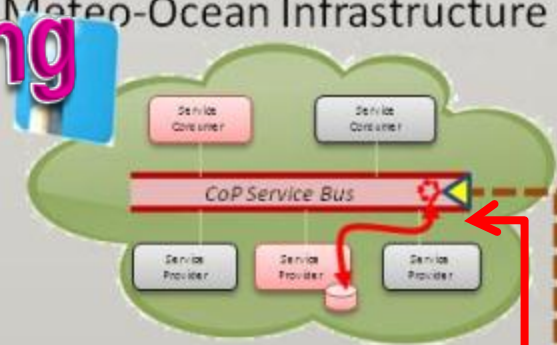 Meteo-Ocean Infrastructure
ng
Service
Consumer
Service
Consumer
CoP Service Bus
Service
Provider
Service
Provider
Service
Provider